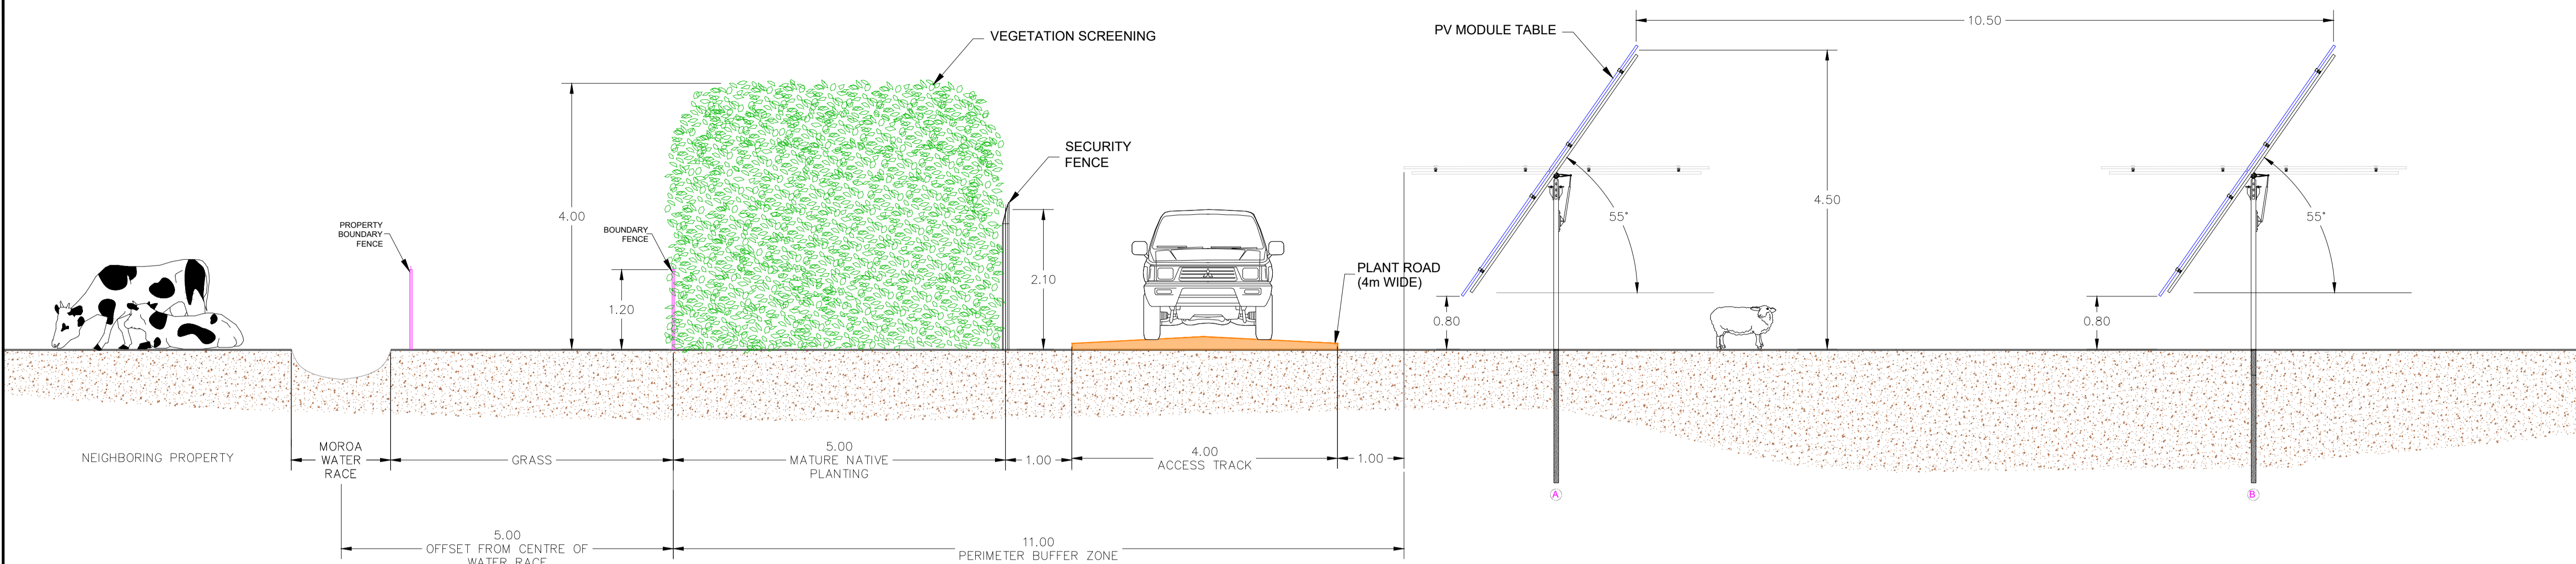 10.50
VEGETATION SCREENING
PV MODULE TABLE
SECURITY
FENCE
4.00
PROPERTY
BOUNDARY
FENCE
BOUNDARY
FENCE
1.20
2.10
PLANT ROAD
(4m WIDE)
55°
4.50
55°
0.80
0.80
NEIGHBORING PROPERTY
MOROA
WATER
RACE
GRASS
5.00
MATURE NATIVE
PLANTING
1.00
4.00
ACCESS TRACK
1.00
A
B
5.00
OFFSET FROM CENTRE OF
WATER RACE
11.00
PERIMETER BUFFER ZONE